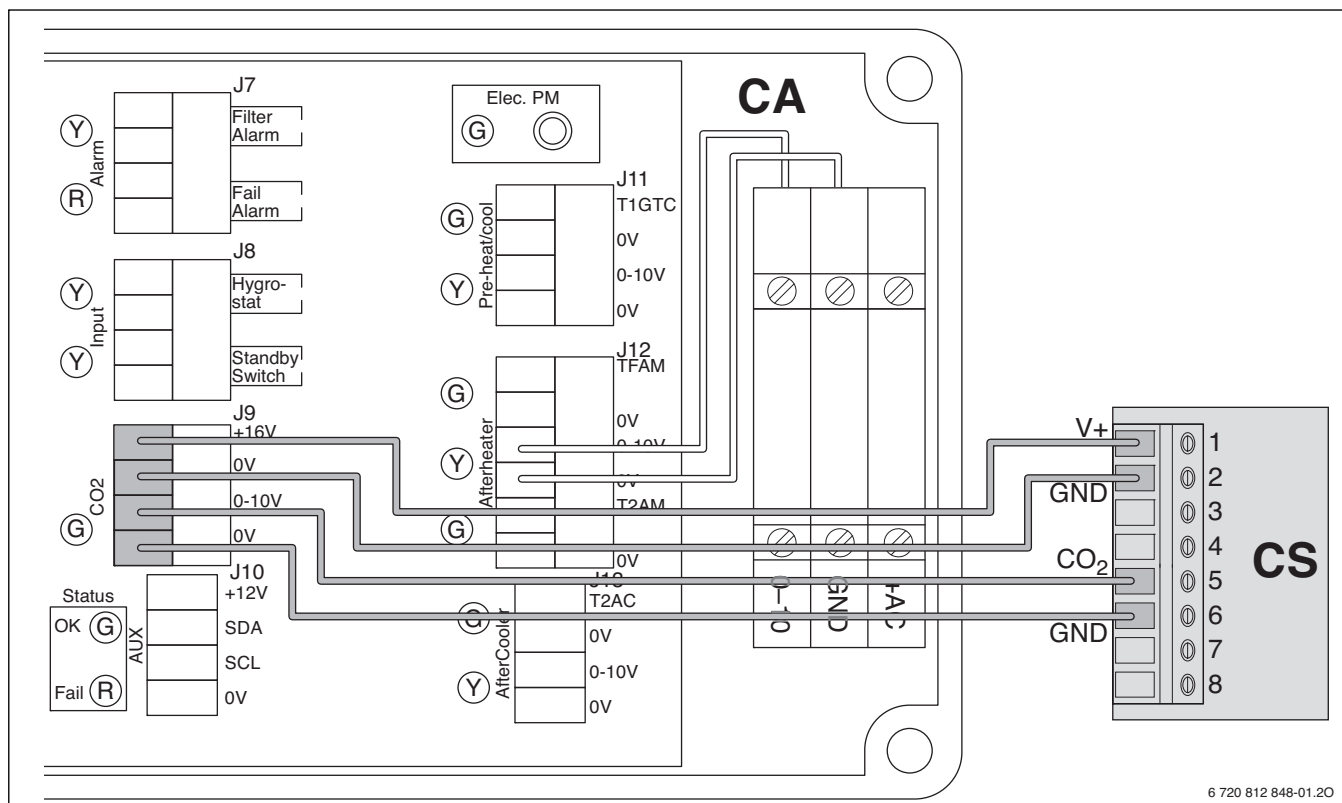 J7
Filter
Alarm
Fail
Alarm
Y
R
Alarm
J8
Hygro-
stat
Standby
Switch
Y
Y
Input
J9
+16V
0V
0-10V
0V
CO2
G
J10
+12V
SDA
SCL
0V
AUX
Status
OK G
Fail R
Elec. PM
G
J11
T1GTC
0V
0-10V
0V
G
Y
Pre-heat/cool
J12
TFAM
0V
0-10V
0V
T2AM
0V
G
Y
G
Afterheater
J13
T2AC
0V
0-10V
0V
G
Y
AfterCooler
CA
0–10
GND
+AC
V+
GND
CO₂
GND
1
2
3
4
5
6
7
8
CS
6 720 812 848-01.2O